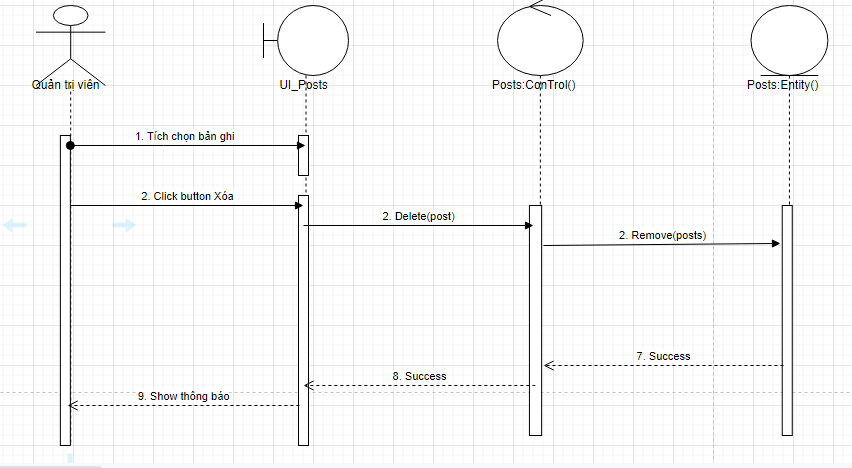 Quản trị viên
UI_Posts
Posts:ConTrol()
Posts:Entity()
1. Tích chọn bản ghi
2. Click button Xóa
2. Delete(post)
2. Remove(posts)
7. Success
8. Success
9. Show thông báo